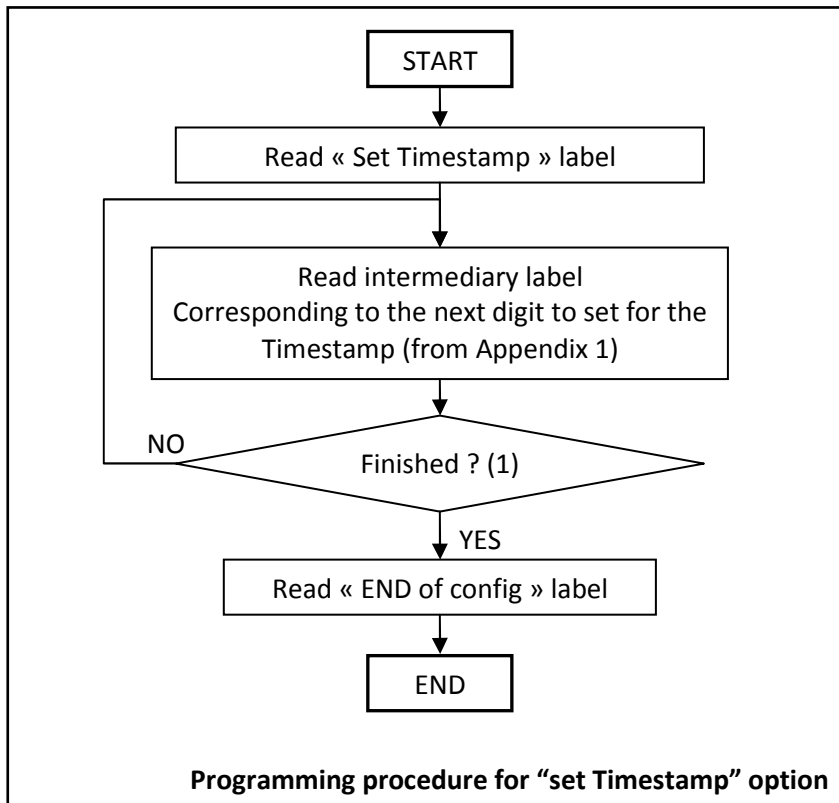 START
Read « Set Timestamp » label
Read intermediary label
Corresponding to the next digit to set for the
Timestamp (from Appendix 1)
NO
Finished ? (1)
YES
Read « END of config » label
END
Programming procedure for “set Timestamp” option